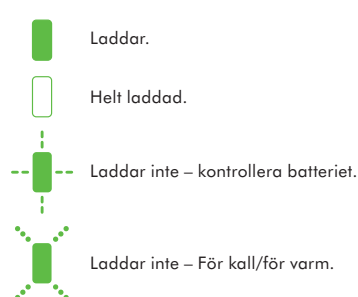 Laddar.
Helt laddad.
Laddar inte – kontrollera batteriet.
Laddar inte – För kall/för varm.